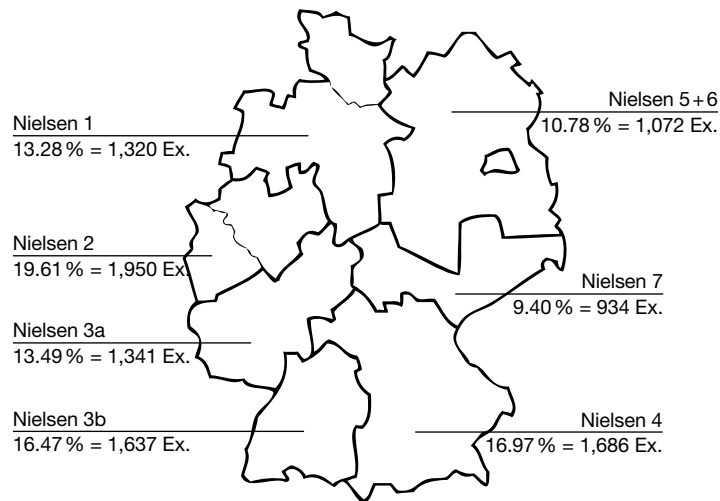 Nielsen 1
13.28 % = 1,320 Ex.
Nielsen 2
19.61 % = 1,950 Ex.
Nielsen 3a
13.49 % = 1,341 Ex.
Nielsen 3b
16.47 % = 1,637 Ex.
Nielsen 5 + 6
10.78 % = 1,072 Ex.
Nielsen 7
9.40 % = 934 Ex.
Nielsen 4
16.97 % = 1,686 Ex.